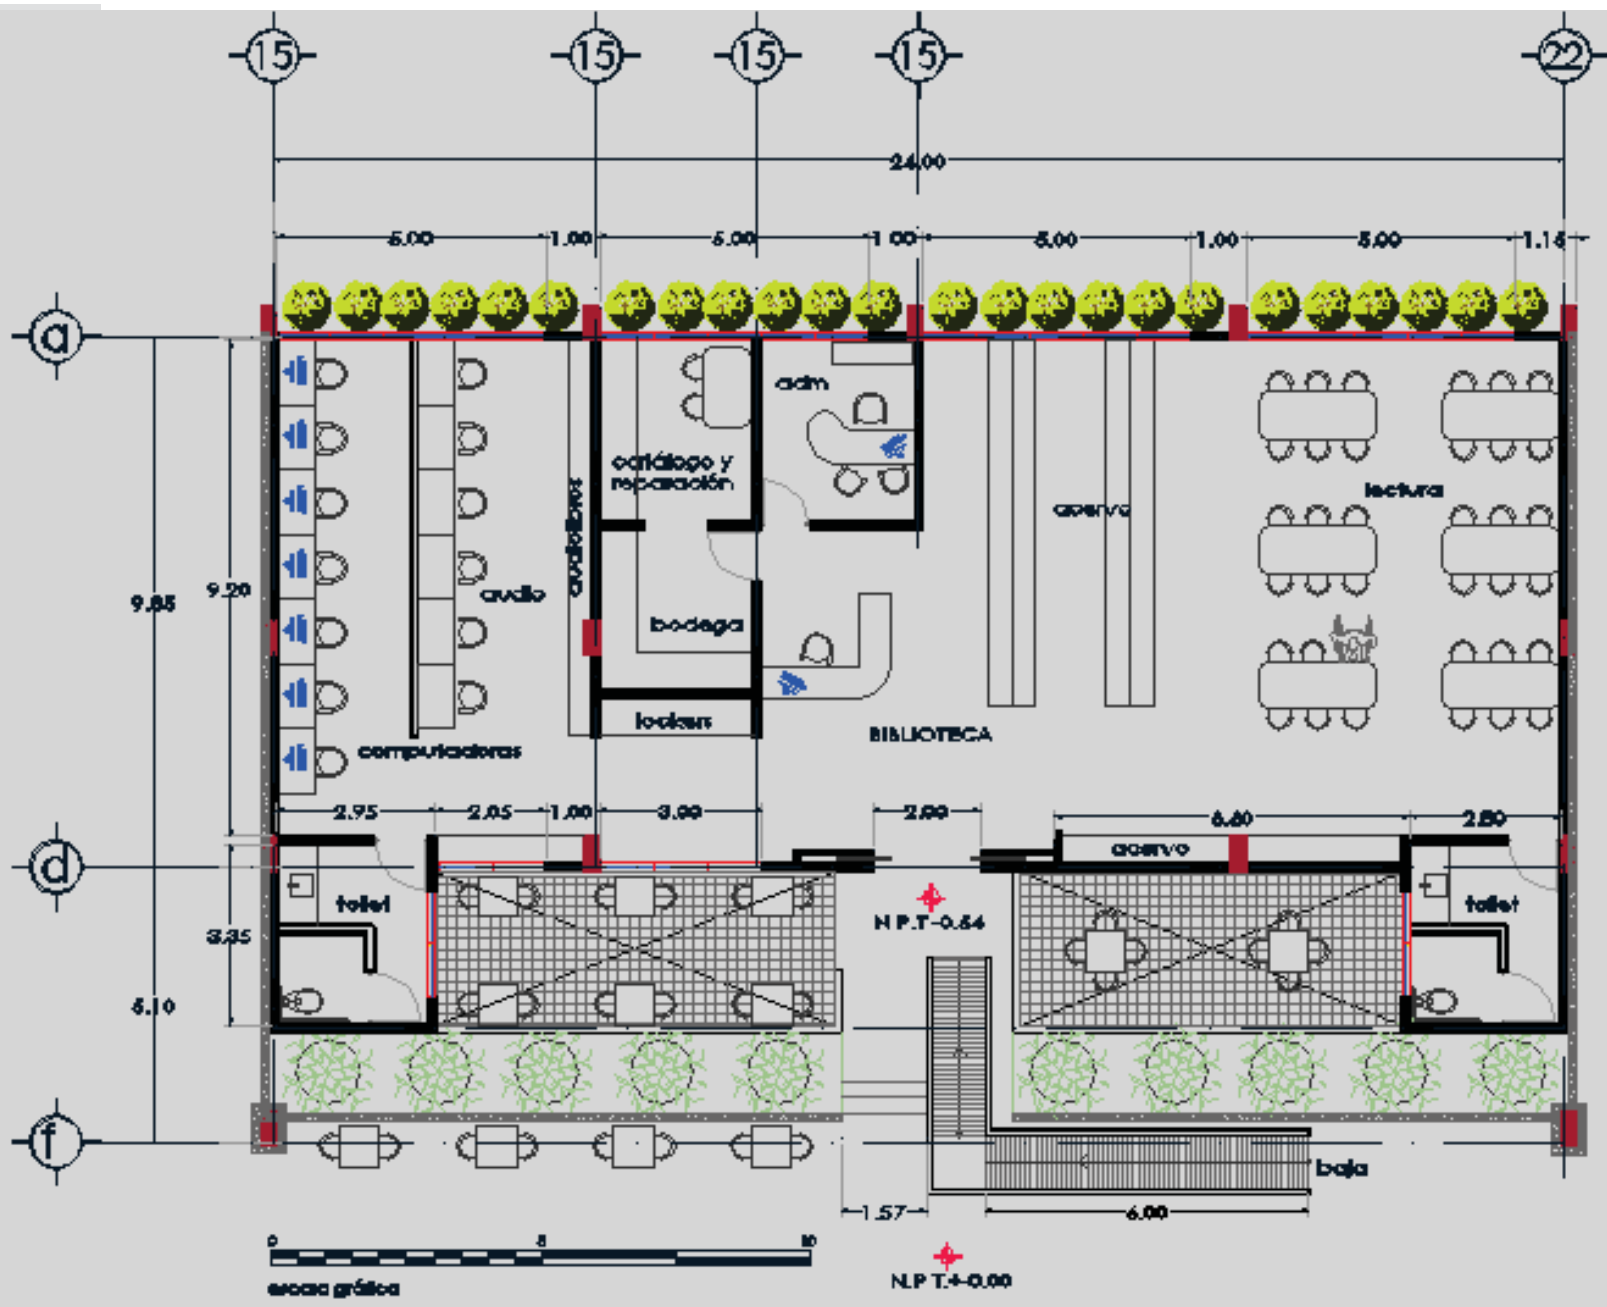 15 15 15 15 22
24.00
5.00 1.00 5.00 1.00 5.00 1.00 5.00 1.15
a
adm
catálogo y
reparación
lectura
acervo
audiolibros
audio
9.85
9.20
bodega
lockers
BIBLIOTECA
computadoras
2.95 2.05 1.00 3.00 2.00 6.60 2.80
acervo
d
toilet
toilet
N.P.T-0.54
3.35
5.10
f
baja
1.57
6.00
0 5 10
escala gráfica
N.P.T.+-0.00